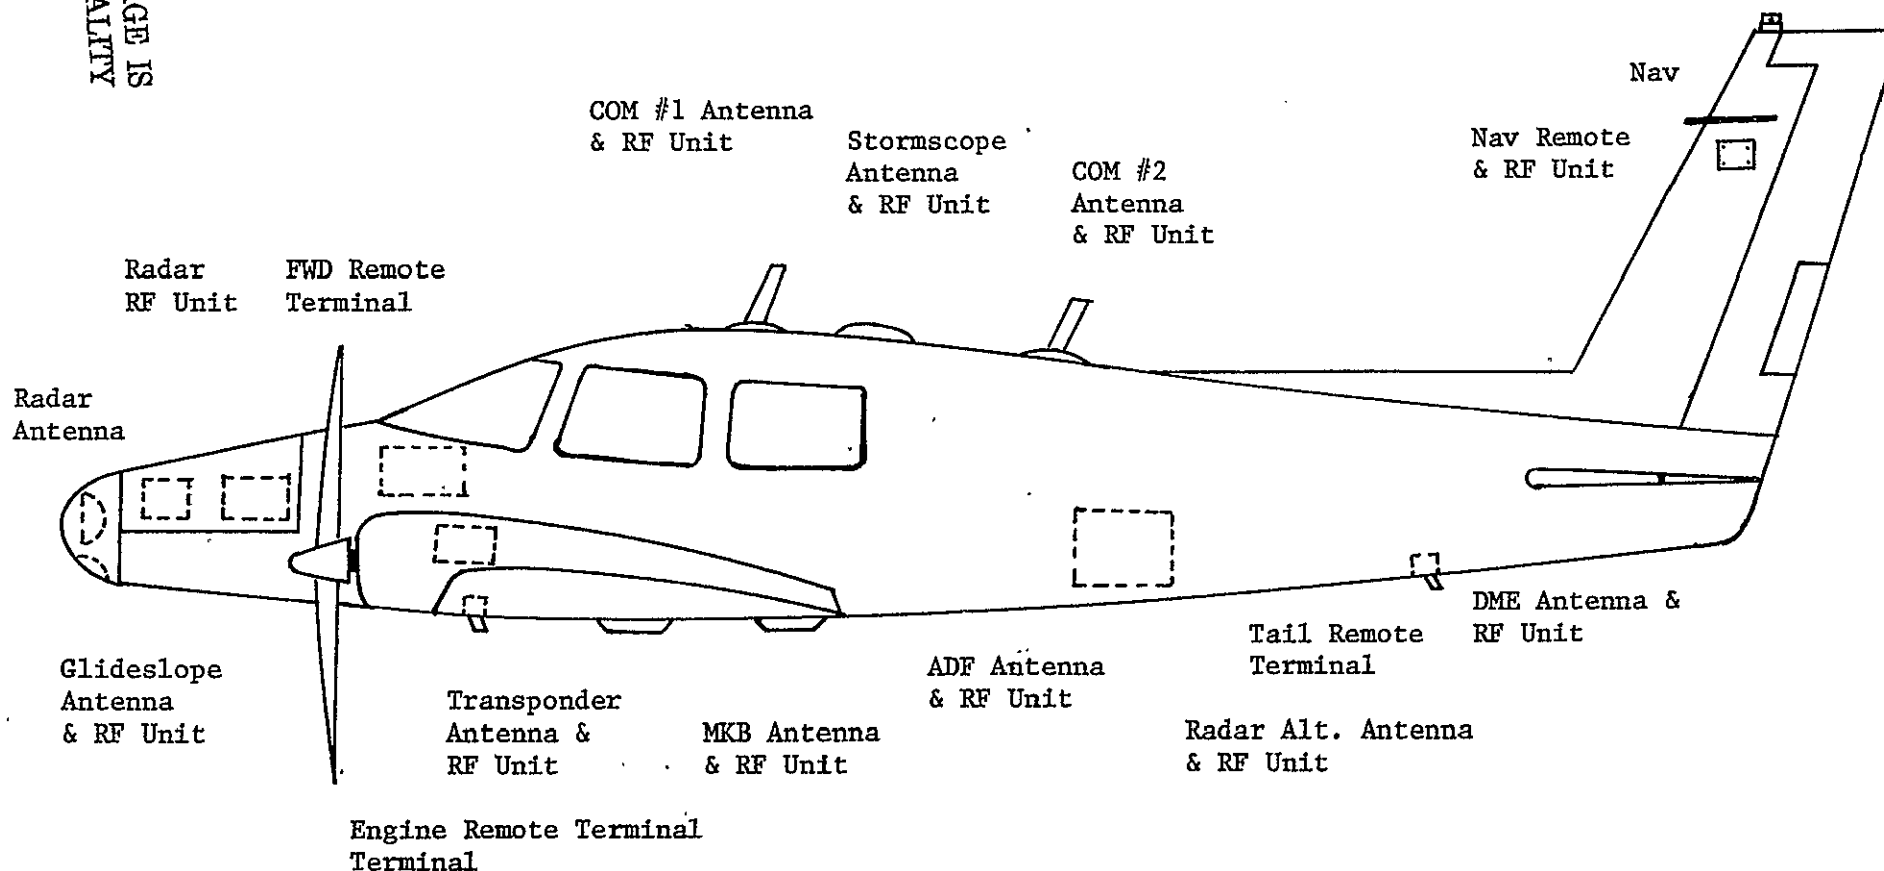 GE IS
ALITY
Nav
COM #1 Antenna
& RF Unit
Stormscope
Antenna
& RF Unit
COM #2
Antenna
& RF Unit
Nav Remote
& RF Unit
Radar
RF Unit
FWD Remote
Terminal
Radar
Antenna
DME Antenna &
RF Unit
Tail Remote
Terminal
Glideslope
Antenna
& RF Unit
Transponder
Antenna &
RF Unit
MKB Antenna
& RF Unit
ADF Antenna
& RF Unit
Radar Alt. Antenna
& RF Unit
Engine Remote Terminal
Terminal